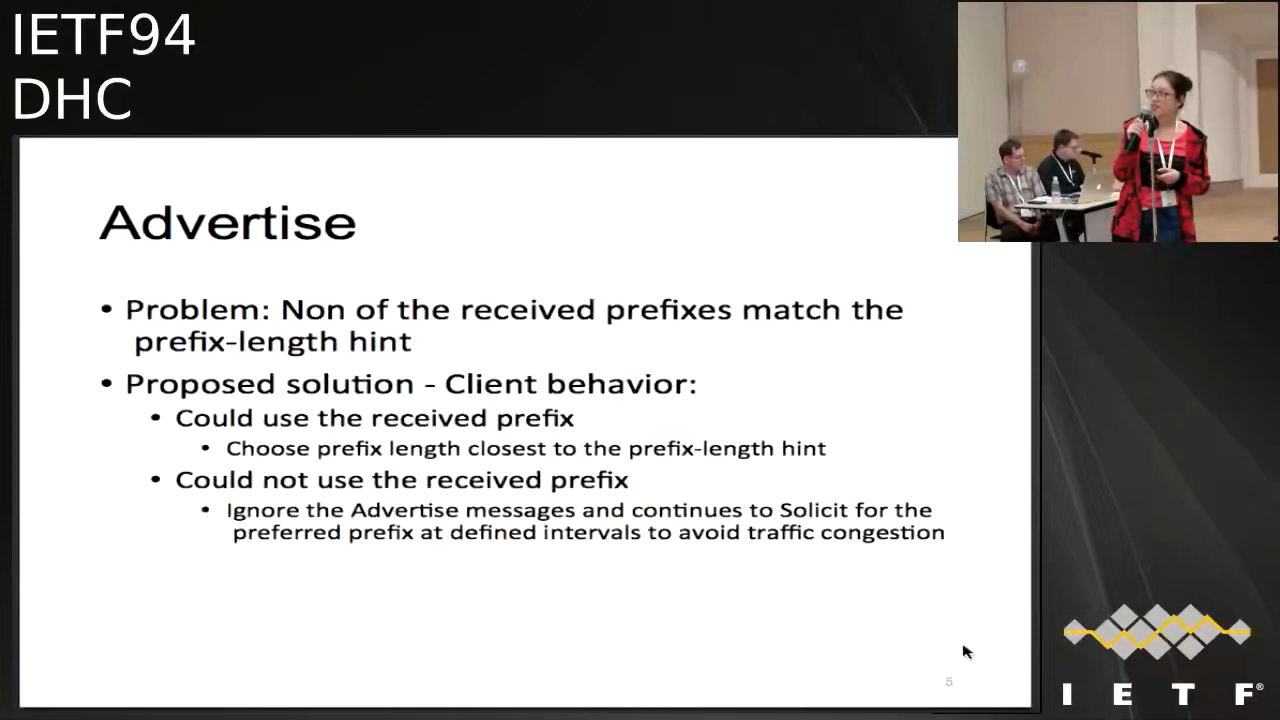 IETF94
DHC
Advertise
• Problem: Non of the received prefixes match the
prefix-length hint
• Proposed solution - Client behavior:
• Could use the received prefix
• Choose prefix length closest to the prefix-length hint
• Could not use the received prefix
• Ignore the Advertise messages and continues to Solicit for the
preferred prefix at defined intervals to avoid traffic congestion
5
I E T F®